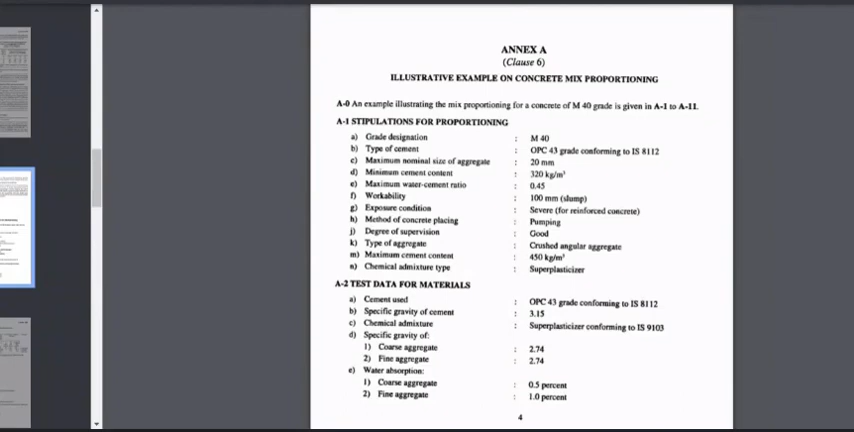 ANNEX A
(Clause 6)
ILLUSTRATIVE EXAMPLE ON CONCRETE MIX PROPORTIONING
A-0 An example illustrating the mix proportioning for a concrete of M 40 grade is given in A-1 to A-11.
A-1 STIPULATIONS FOR PROPORTIONING
a) Grade designation : M 40
b) Type of cement : OPC 43 grade conforming to IS 8112
c) Maximum nominal size of aggregate : 20 mm
d) Minimum cement content : 320 kg/m³
e) Maximum water-cement ratio : 0.45
f) Workability : 100 mm (slump)
g) Exposure condition : Severe (for reinforced concrete)
h) Method of concrete placing : Pumping
j) Degree of supervision : Good
k) Type of aggregate : Crushed angular aggregate
m) Maximum cement content : 450 kg/m³
n) Chemical admixture type : Superplasticizer
A-2 TEST DATA FOR MATERIALS
a) Cement used : OPC 43 grade conforming to IS 8112
b) Specific gravity of cement : 3.15
c) Chemical admixture : Superplasticizer conforming to IS 9103
d) Specific gravity of:
1) Coarse aggregate : 2.74
2) Fine aggregate : 2.74
e) Water absorption:
1) Coarse aggregate : 0.5 percent
2) Fine aggregate : 1.0 percent
4